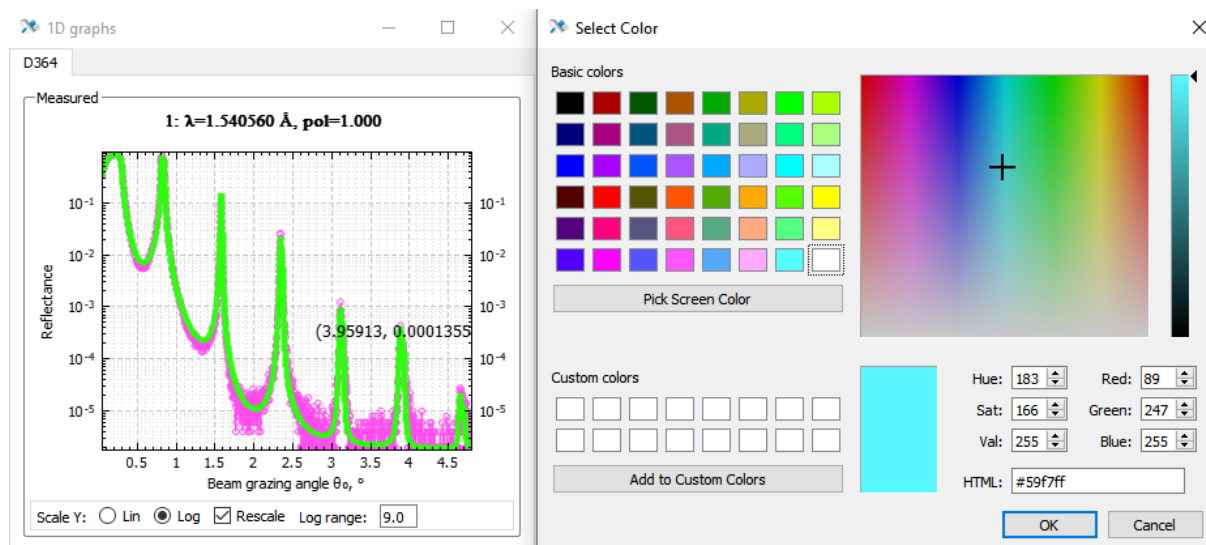 1D graphs
D364
Measured
1: λ=1.540560 Å, pol=1.000
10⁻¹ 10⁻¹
10⁻² 10⁻²
10⁻³ 10⁻³
(3.95913, 0.0001355
10⁻⁴ 10⁻⁴
10⁻⁵ 10⁻⁵
Reflectance
0.5 1 1.5 2 2.5 3 3.5 4 4.5
Beam grazing angle θ₀, °
Scale Y: Lin Log Rescale Log range: 9.0
Select Color
Basic colors
Pick Screen Color
Custom colors
Add to Custom Colors
Hue: 183 Red: 89
Sat: 166 Green: 247
Val: 255 Blue: 255
HTML: #59f7ff
OK Cancel